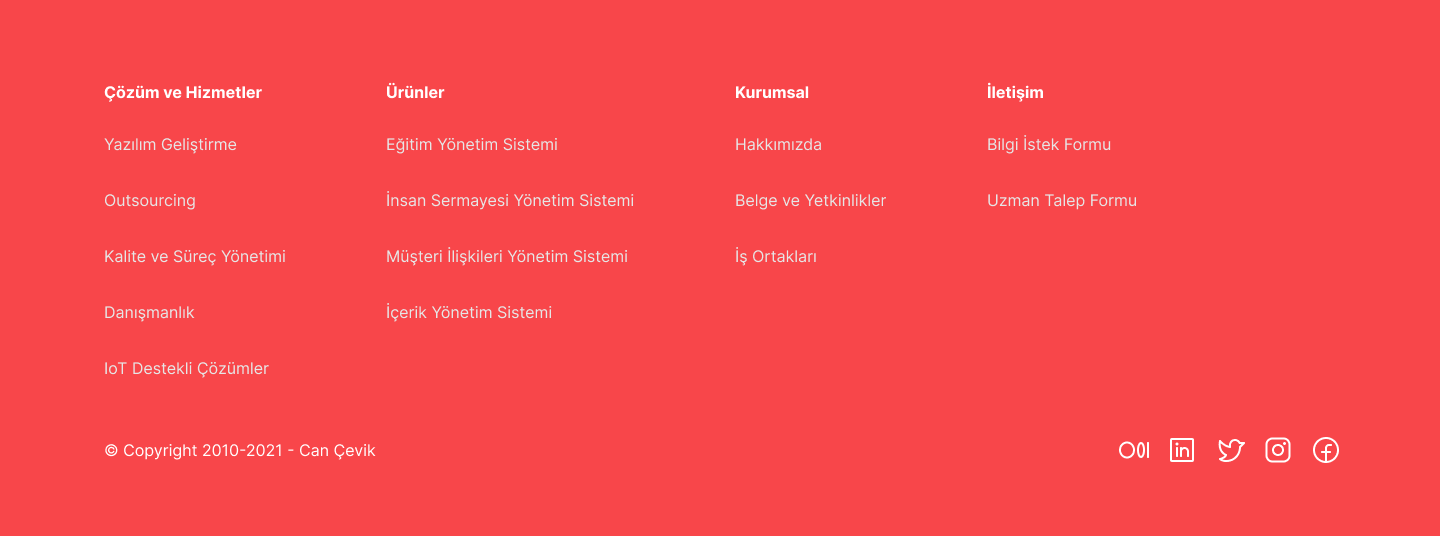 Çözüm ve Hizmetler
Yazılım Geliştirme
Outsourcing
Kalite ve Süreç Yönetimi
Danışmanlık
IoT Destekli Çözümler
Ürünler
Eğitim Yönetim Sistemi
İnsan Sermayesi Yönetim Sistemi
Müşteri İlişkileri Yönetim Sistemi
İçerik Yönetim Sistemi
Kurumsal
Hakkımızda
Belge ve Yetkinlikler
İş Ortakları
İletişim
Bilgi İstek Formu
Uzman Talep Formu
© Copyright 2010-2021 - Can Çevik